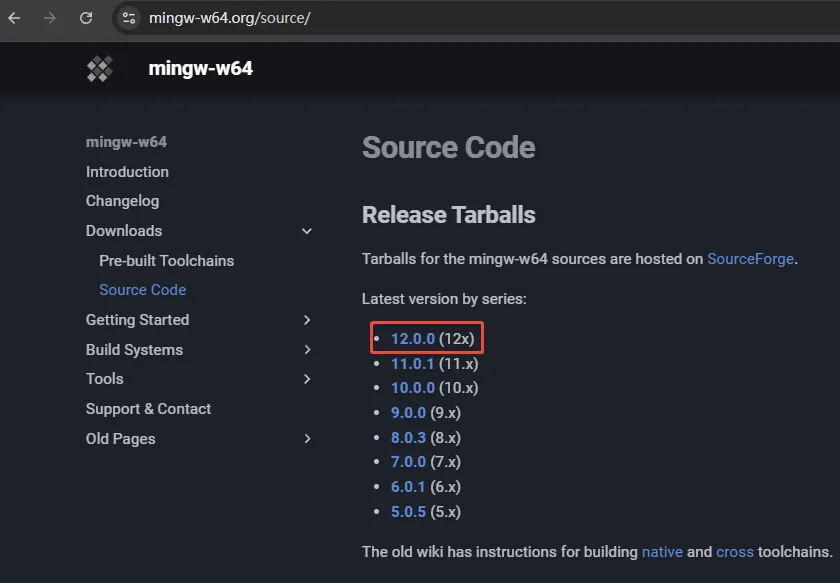 mingw-w64.org/source/
mingw-w64
mingw-w64
Introduction
Changelog
Downloads
Pre-built Toolchains
Source Code
Getting Started
Build Systems
Tools
Support & Contact
Old Pages
Source Code
Release Tarballs
Tarballs for the mingw-w64 sources are hosted on SourceForge.
Latest version by series:
12.0.0 (12x)
11.0.1 (11.x)
10.0.0 (10.x)
9.0.0 (9.x)
8.0.3 (8.x)
7.0.0 (7.x)
6.0.1 (6.x)
5.0.5 (5.x)
The old wiki has instructions for building native and cross toolchains.